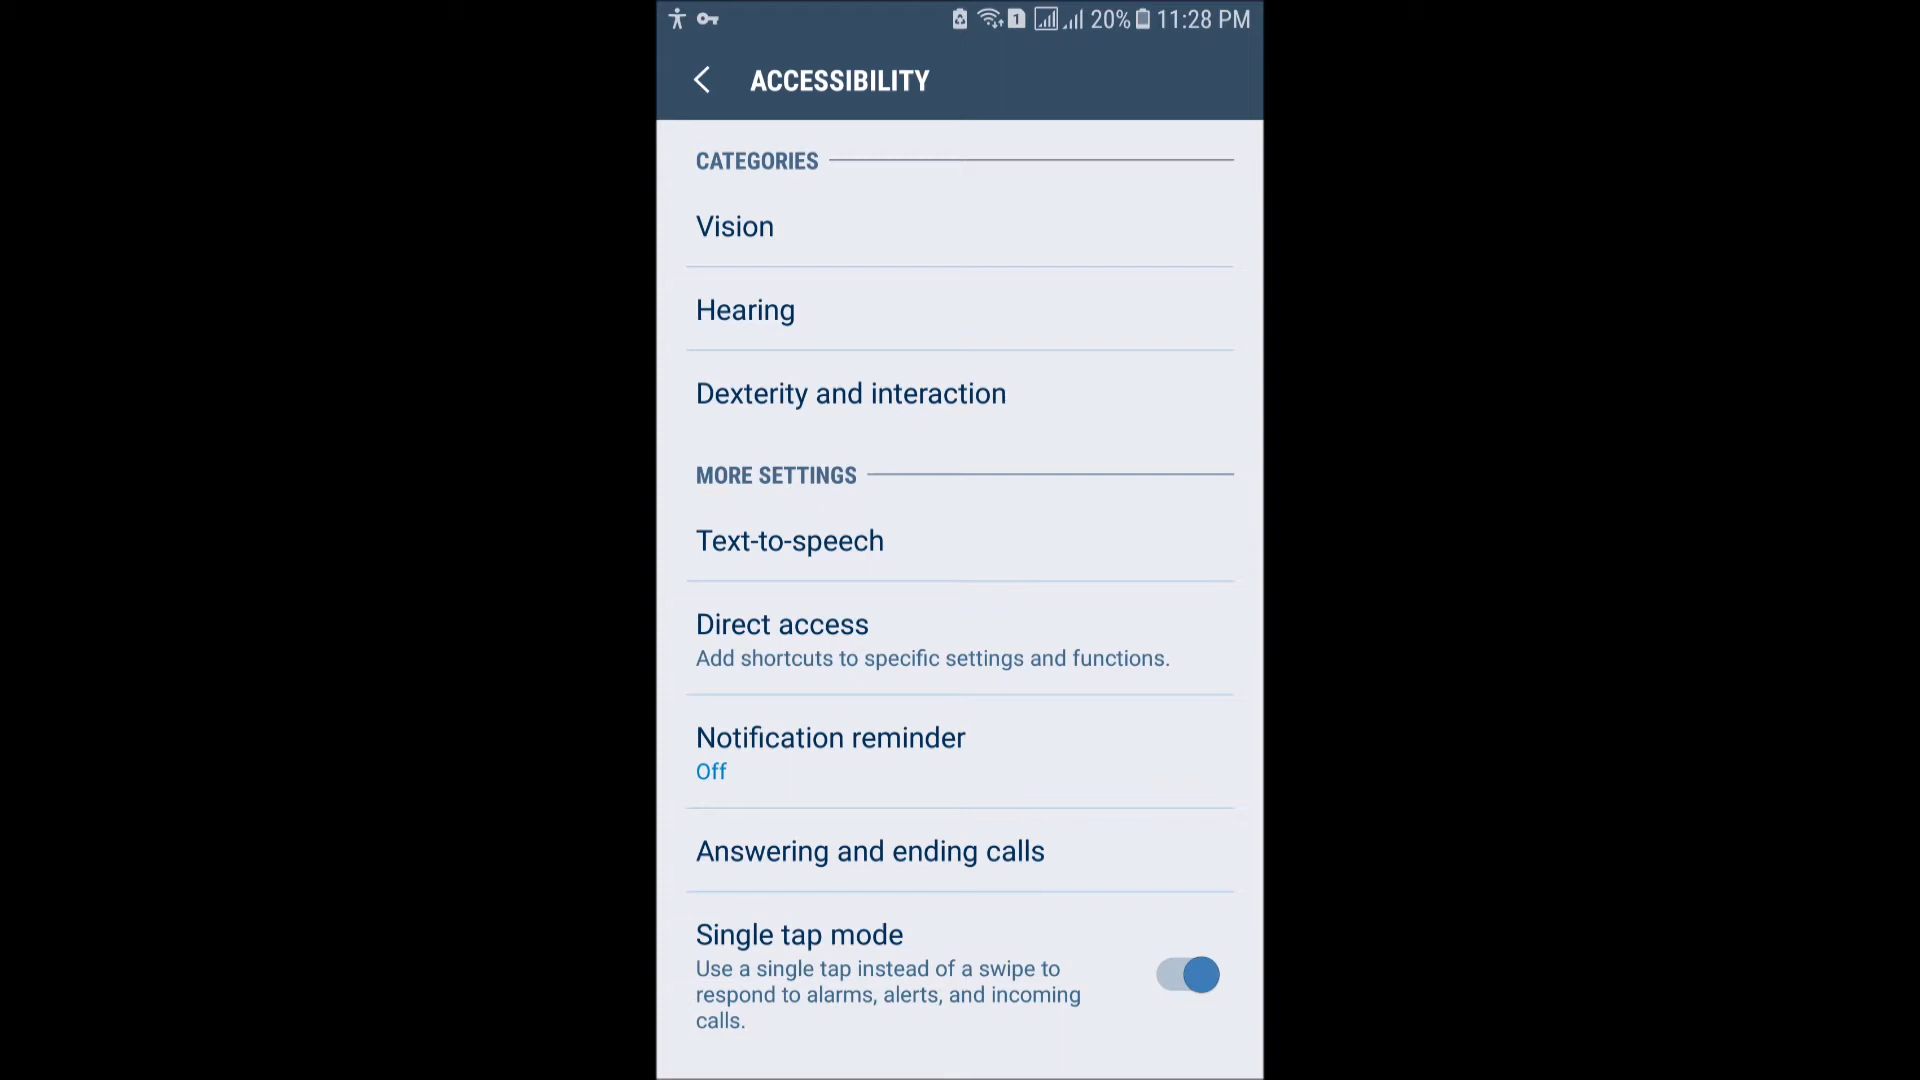 1 20% 11:28 PM
ACCESSIBILITY
CATEGORIES
Vision
Hearing
Dexterity and interaction
MORE SETTINGS
Text-to-speech
Direct access
Add shortcuts to specific settings and functions.
Notification reminder
Off
Answering and ending calls
Single tap mode
Use a single tap instead of a swipe to
respond to alarms, alerts, and incoming
calls.